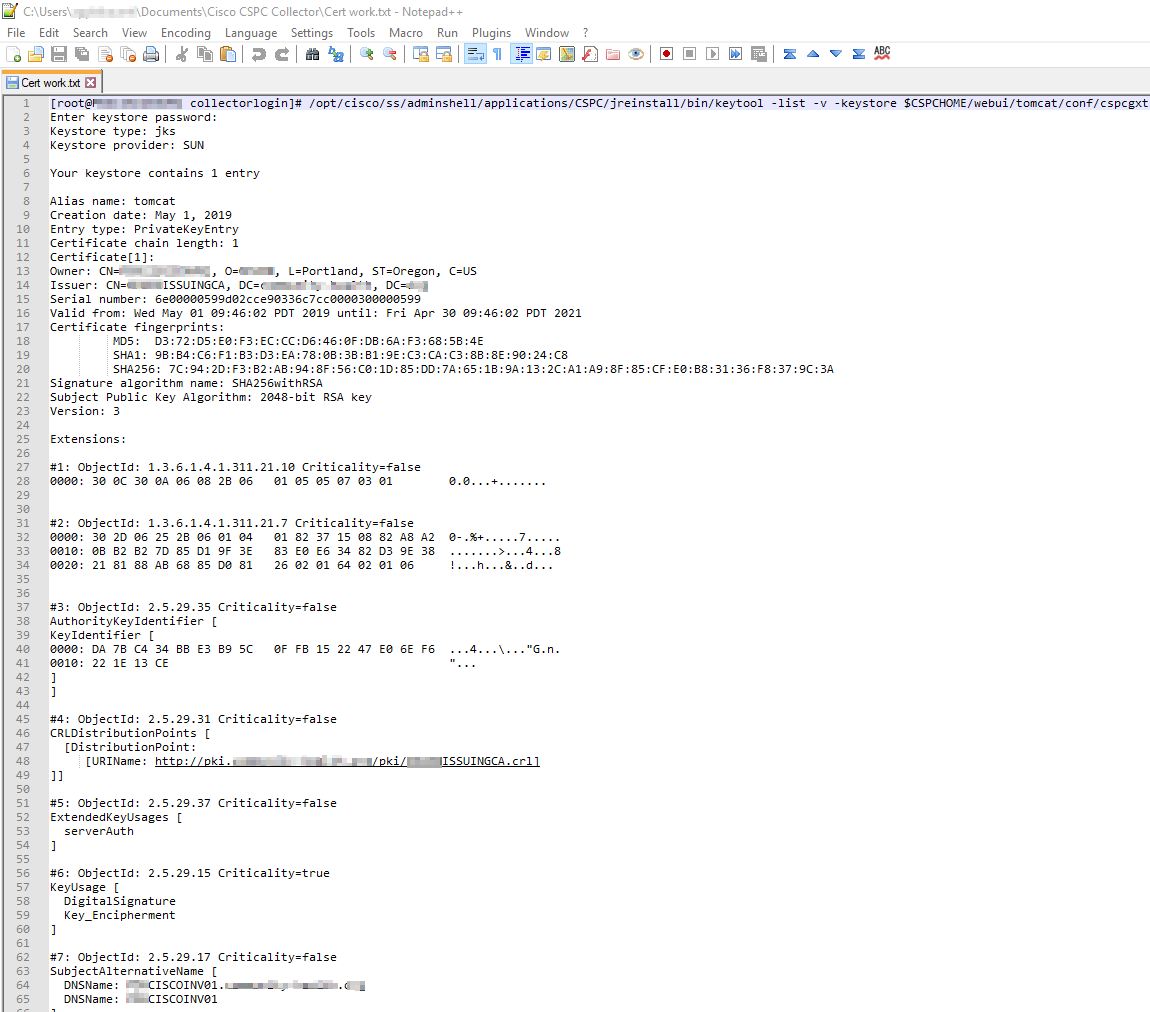 C:\Users\ \Documents\Cisco CSPC Collector\Cert work.txt - Notepad++
File Edit Search View Encoding Language Settings Tools Macro Run Plugins Window ?
ABC
Cert work.txt
1 [root@ collectorlogin]# /opt/cisco/ss/adminshell/applications/CSPC/jreinstall/bin/keytool -list -v -keystore $CSPCHOME/webui/tomcat/conf/cspcgxt
2 Enter keystore password:
3 Keystore type: jks
4 Keystore provider: SUN
5
6 Your keystore contains 1 entry
7
8 Alias name: tomcat
9 Creation date: May 1, 2019
10 Entry type: PrivateKeyEntry
11 Certificate chain length: 1
12 Certificate[1]:
13 Owner: CN= , O= , L=Portland, ST=Oregon, C=US
14 Issuer: CN= ISSUINGCA, DC= , DC=
15 Serial number: 6e00000599d02cce90336c7cc0000300000599
16 Valid from: Wed May 01 09:46:02 PDT 2019 until: Fri Apr 30 09:46:02 PDT 2021
17 Certificate fingerprints:
18 MD5: D3:72:D5:E0:F3:EC:CC:D6:46:0F:DB:6A:F3:68:5B:4E
19 SHA1: 9B:B4:C6:F1:B3:D3:EA:78:0B:3B:B1:9E:C3:CA:C3:8B:8E:90:24:C8
20 SHA256: 7C:94:2D:F3:B2:AB:94:8F:56:C0:1D:85:DD:7A:65:1B:9A:13:2C:A1:A9:8F:85:CF:E0:B8:31:36:F8:37:9C:3A
21 Signature algorithm name: SHA256withRSA
22 Subject Public Key Algorithm: 2048-bit RSA key
23 Version: 3
24
25 Extensions:
26
27 #1: ObjectId: 1.3.6.1.4.1.311.21.10 Criticality=false
28 0000: 30 0C 30 0A 06 08 2B 06 01 05 05 07 03 01 0.0...+.......
29
30
31 #2: ObjectId: 1.3.6.1.4.1.311.21.7 Criticality=false
32 0000: 30 2D 06 25 2B 06 01 04 01 82 37 15 08 82 A8 A2 0-.%+.....7.....
33 0010: 0B B2 B2 7D 85 D1 9F 3E 83 E0 E6 34 82 D3 9E 38 .......>...4...8
34 0020: 21 81 88 AB 68 85 D0 81 26 02 01 64 02 01 06 !...h...&..d...
35
36
37 #3: ObjectId: 2.5.29.35 Criticality=false
38 AuthorityKeyIdentifier [
39 KeyIdentifier [
40 0000: DA 7B C4 34 BB E3 B9 5C 0F FB 15 22 47 E0 6E F6 ...4...\..."G.n.
41 0010: 22 1E 13 CE "...
42 ]
43 ]
44
45 #4: ObjectId: 2.5.29.31 Criticality=false
46 CRLDistributionPoints [
47 [DistributionPoint:
48 [URIName: http://pki. /pki/ ISSUINGCA.crl]
49 ]]
50
51 #5: ObjectId: 2.5.29.37 Criticality=false
52 ExtendedKeyUsages [
53 serverAuth
54 ]
55
56 #6: ObjectId: 2.5.29.15 Criticality=true
57 KeyUsage [
58 DigitalSignature
59 Key_Encipherment
60 ]
61
62 #7: ObjectId: 2.5.29.17 Criticality=false
63 SubjectAlternativeName [
64 DNSName: CISCOINV01.
65 DNSName: CISCOINV01